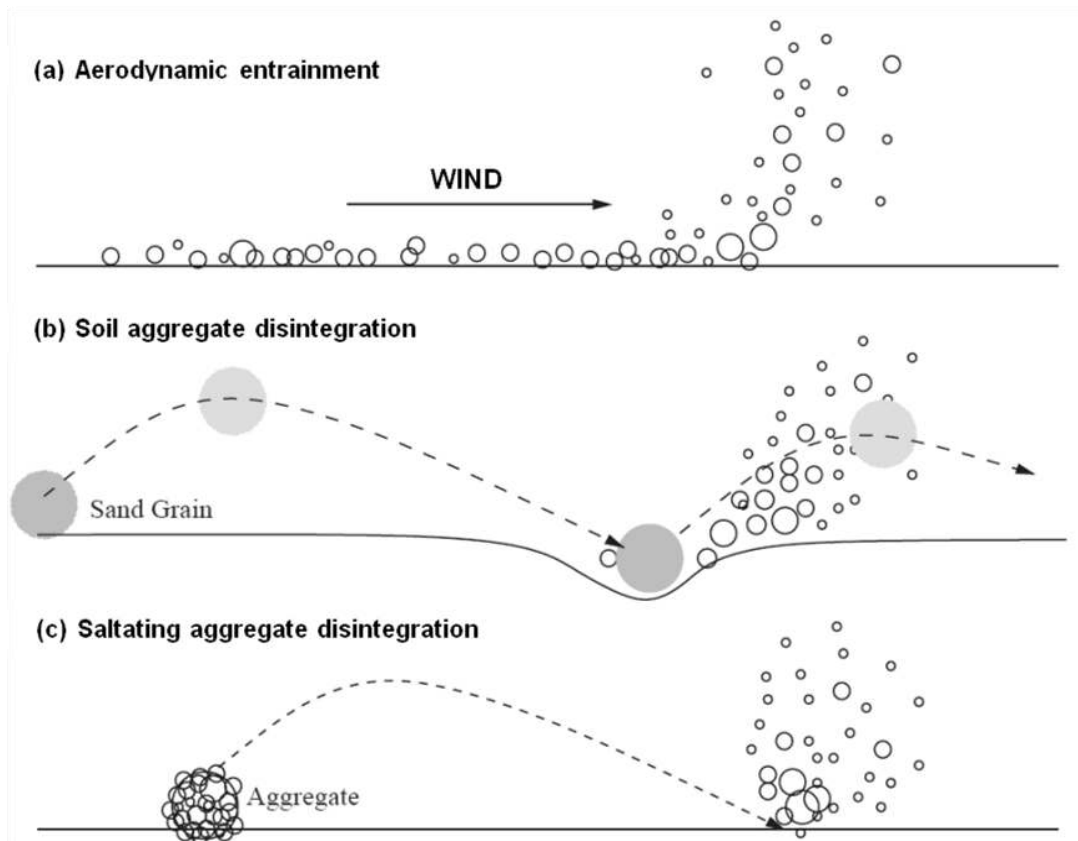 (a) Aerodynamic entrainment
WIND
(b) Soil aggregate disintegration
Sand Grain
(c) Saltating aggregate disintegration
Aggregate